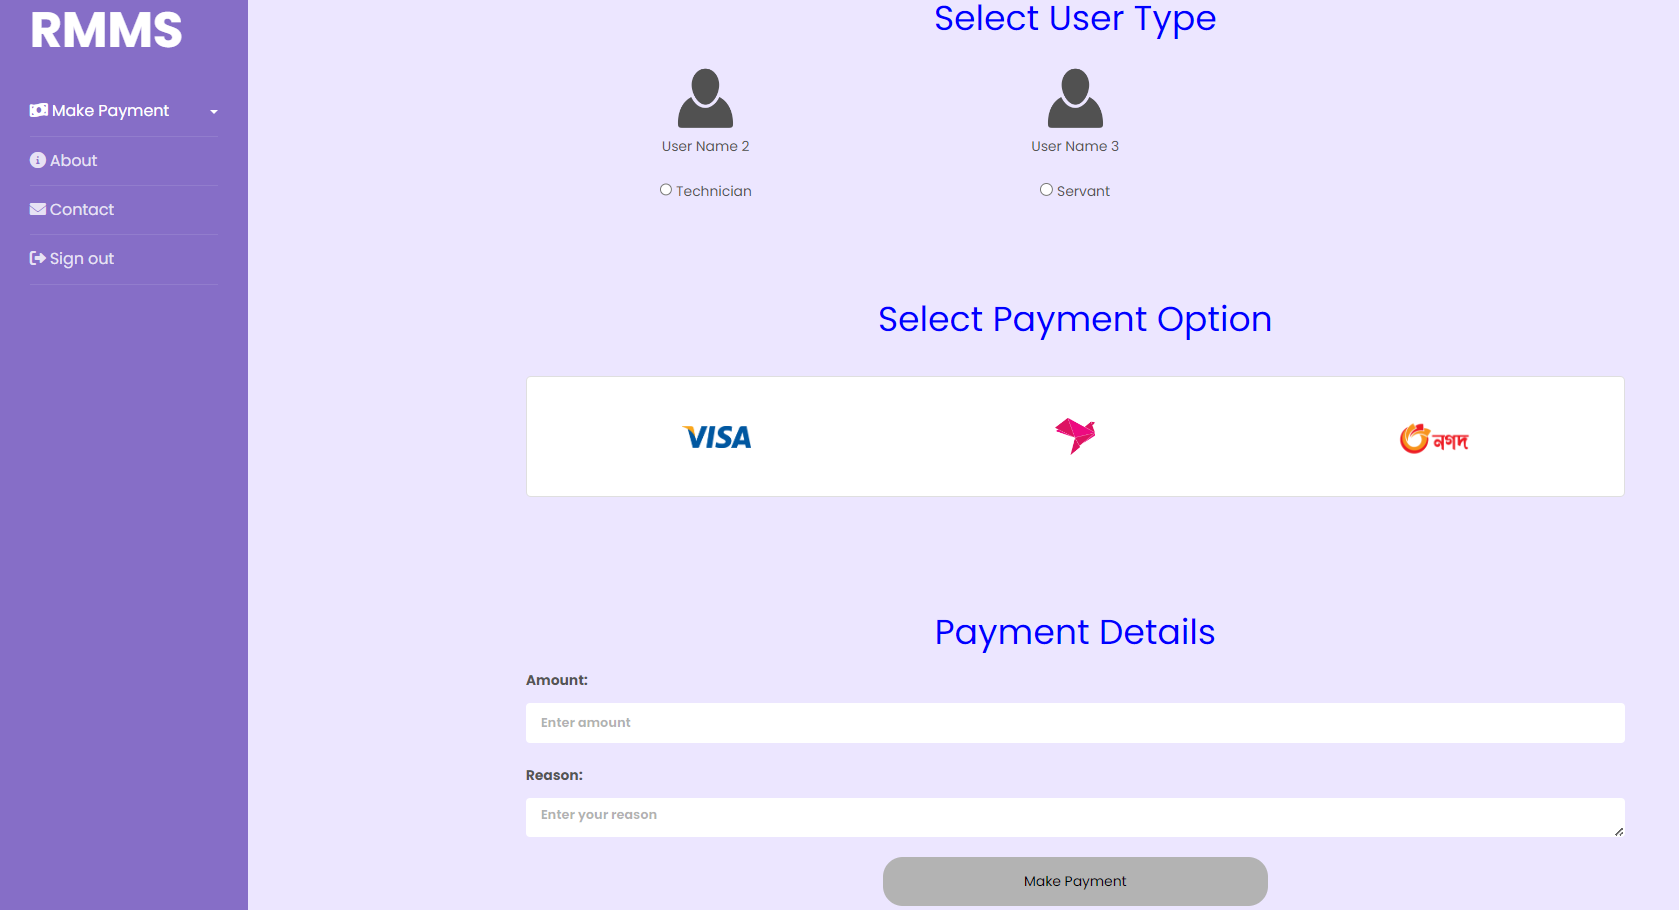 RMMS
Make Payment
About
Contact
Sign out
Select User Type
User Name 2
User Name 3
Technician
Servant
Select Payment Option
VISA
নগদ
Payment Details
Amount:
Enter amount
Reason:
Enter your reason
Make Payment